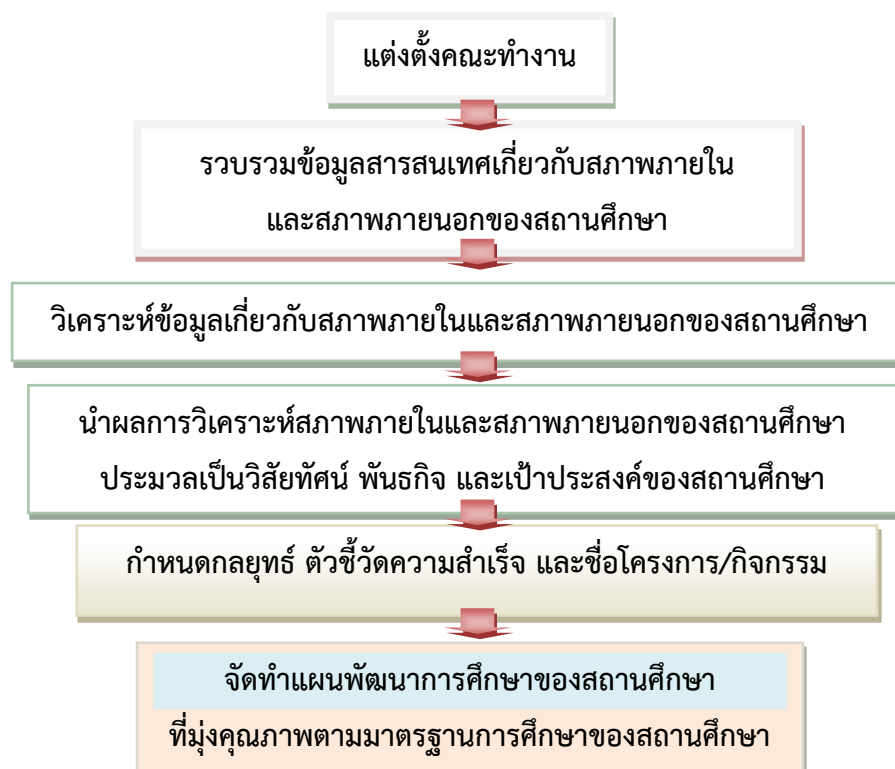 แต่งตั้งคณะทำงาน
รวบรวมข้อมูลสารสนเทศเกี่ยวกับสภาพภายใน
และสภาพภายนอกของสถานศึกษา
วิเคราะห์ข้อมูลเกี่ยวกับสภาพภายในและสภาพภายนอกของสถานศึกษา
นำผลการวิเคราะห์สภาพภายในและสภาพภายนอกของสถานศึกษา
ประมวลเป็นวิสัยทัศน์ พันธกิจ และเป้าประสงค์ของสถานศึกษา
กำหนดกลยุทธ์ ตัวชี้วัดความสำเร็จ และชื่อโครงการ/กิจกรรม
จัดทำแผนพัฒนาการศึกษาของสถานศึกษา
ที่มุ่งคุณภาพตามมาตรฐานการศึกษาของสถานศึกษา